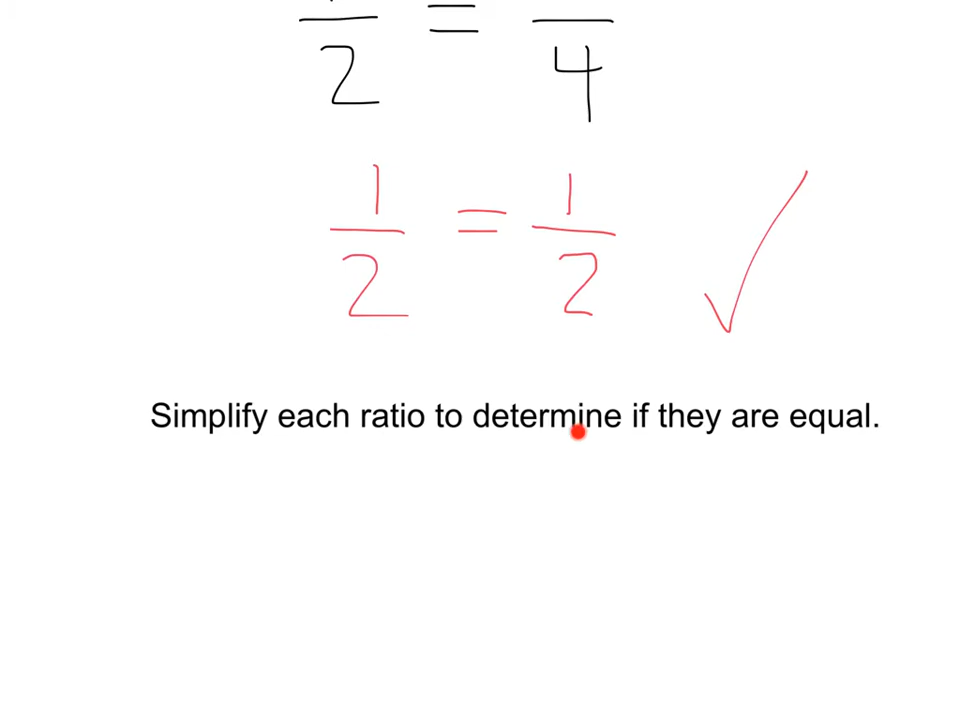 2 = 4
1/2 = 1/2 ✓
Simplify each ratio to determine if they are equal.